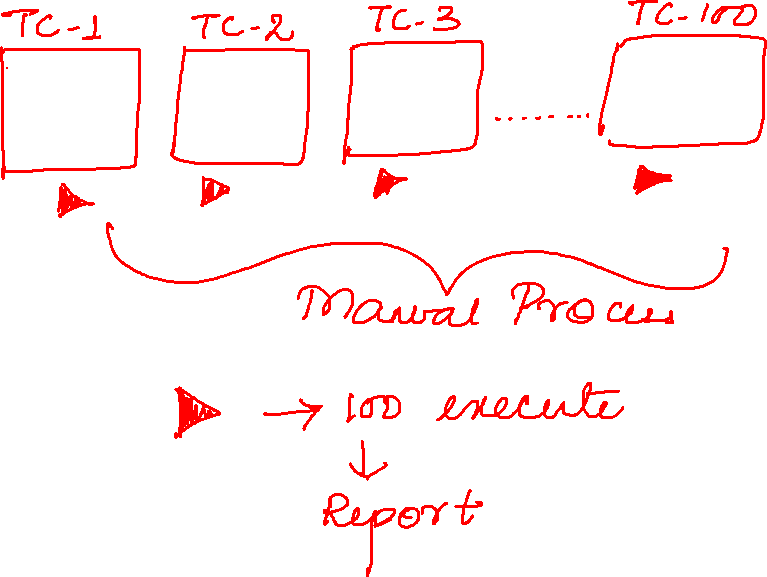 TC-1 TC-2 TC-3 TC-100
Manual Process
100 execute
Report